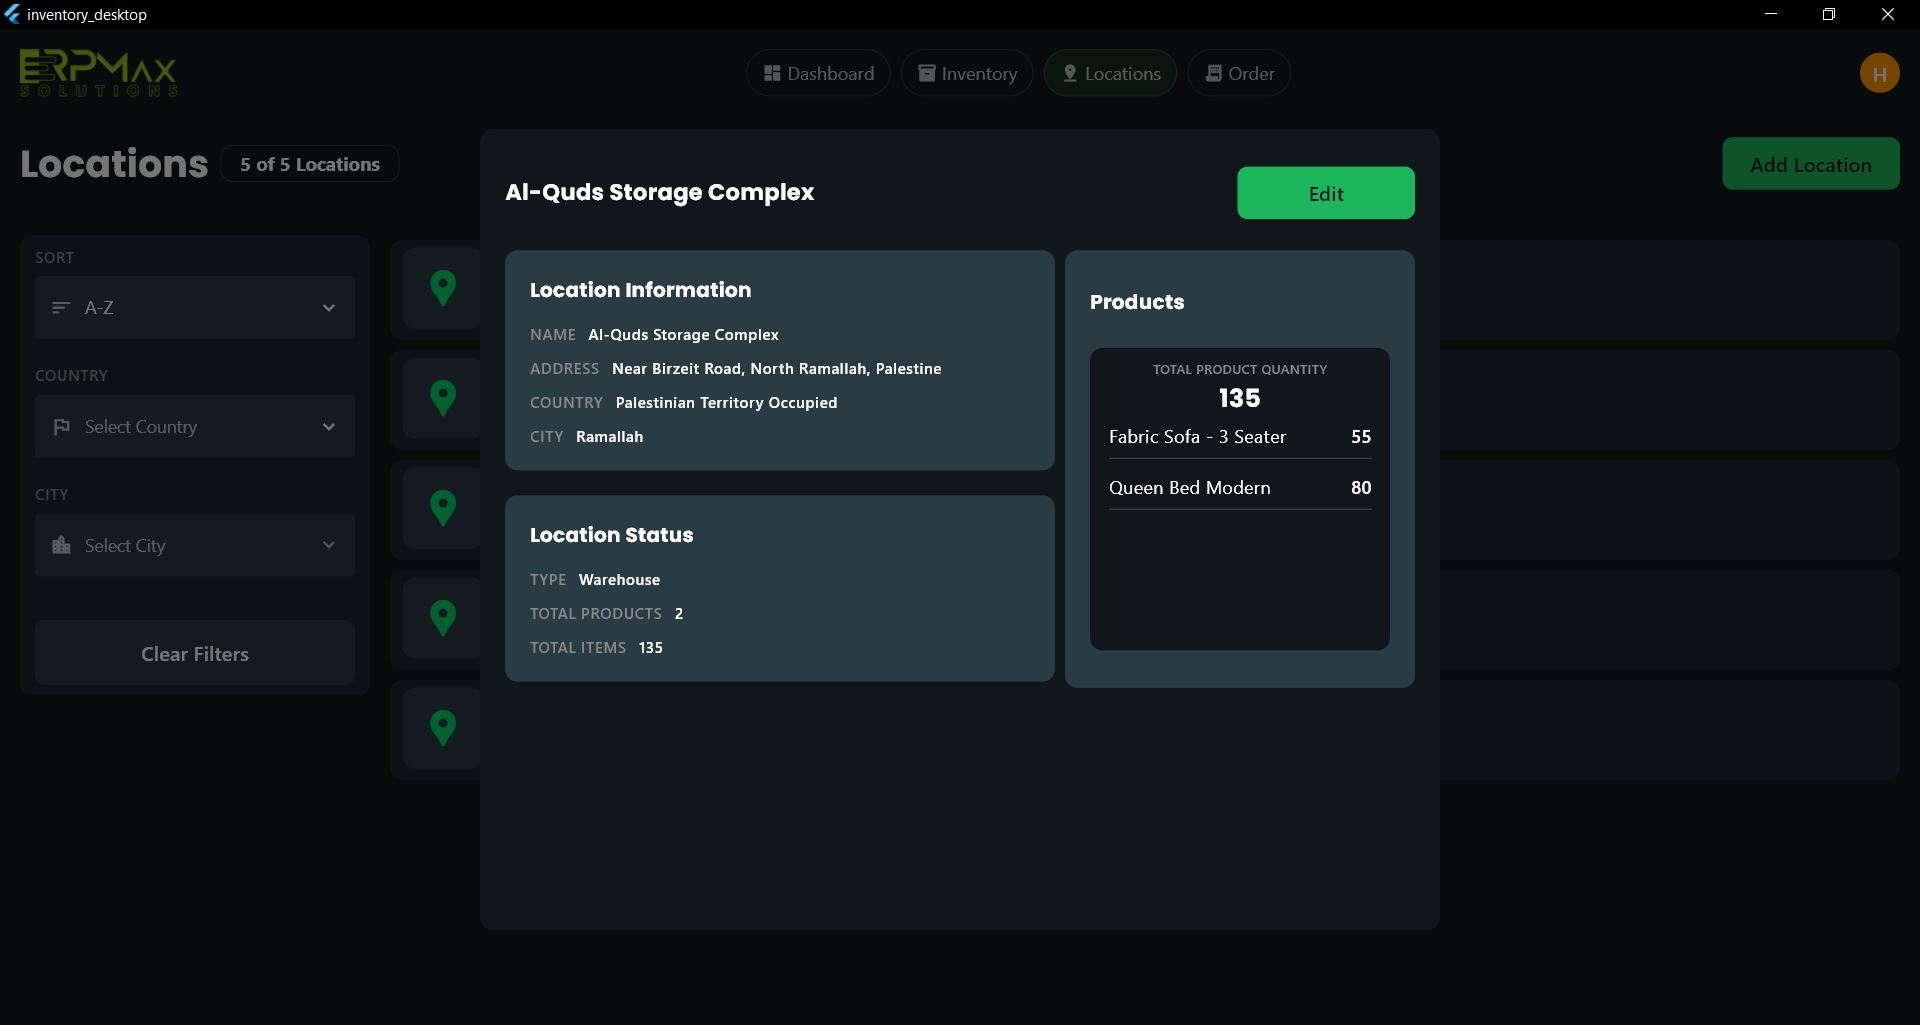 inventory_desktop
ERPMAX
SOLUTIONS
Dashboard
Inventory
Locations
Order
H
Locations
5 of 5 Locations
Add Location
SORT
A-Z
COUNTRY
Select Country
CITY
Select City
Clear Filters
Al-Quds Storage Complex
Edit
Location Information
NAME Al-Quds Storage Complex
ADDRESS Near Birzeit Road, North Ramallah, Palestine
COUNTRY Palestinian Territory Occupied
CITY Ramallah
Location Status
TYPE Warehouse
TOTAL PRODUCTS 2
TOTAL ITEMS 135
Products
TOTAL PRODUCT QUANTITY
135
Fabric Sofa - 3 Seater 55
Queen Bed Modern 80